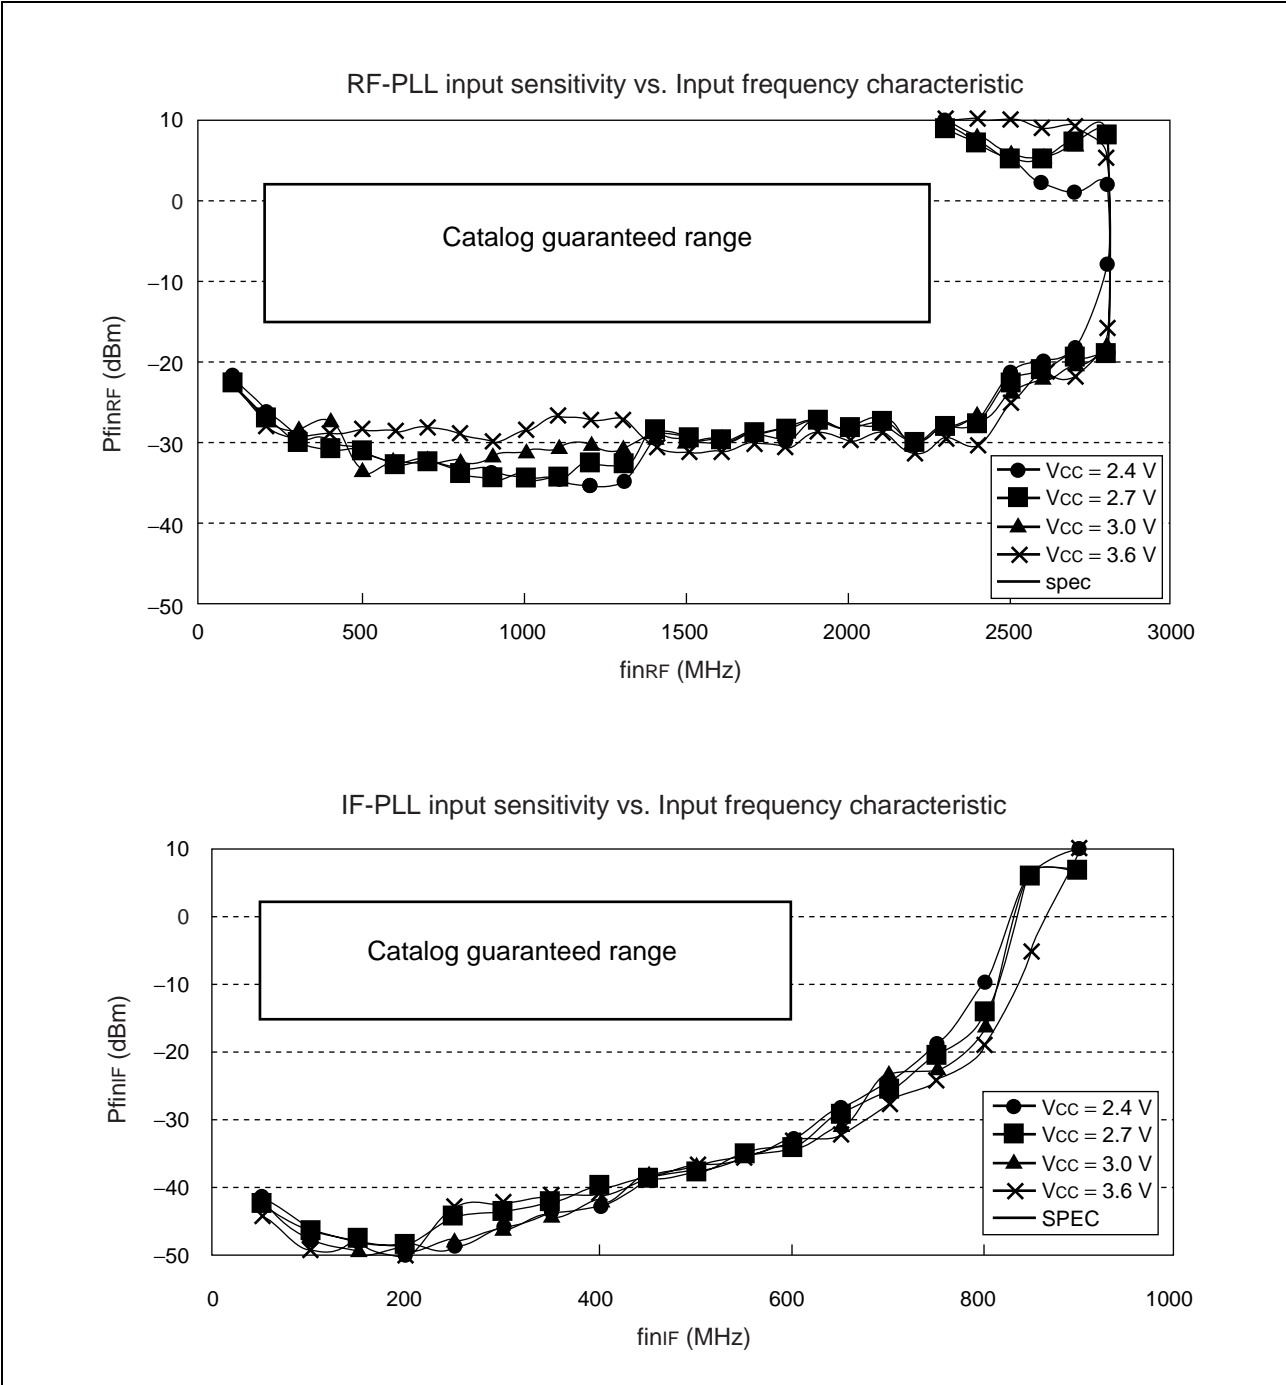 RF-PLL input sensitivity vs. Input frequency characteristic
10
0
−10
−20
−30
−40
−50
PfinRF (dBm)
Catalog guaranteed range
VCC = 2.4 V
VCC = 2.7 V
VCC = 3.0 V
VCC = 3.6 V
spec
0 500 1000 1500 2000 2500 3000
finRF (MHz)
IF-PLL input sensitivity vs. Input frequency characteristic
10
0
−10
−20
−30
−40
−50
PfinIF (dBm)
Catalog guaranteed range
VCC = 2.4 V
VCC = 2.7 V
VCC = 3.0 V
VCC = 3.6 V
SPEC
0 200 400 600 800 1000
finIF (MHz)